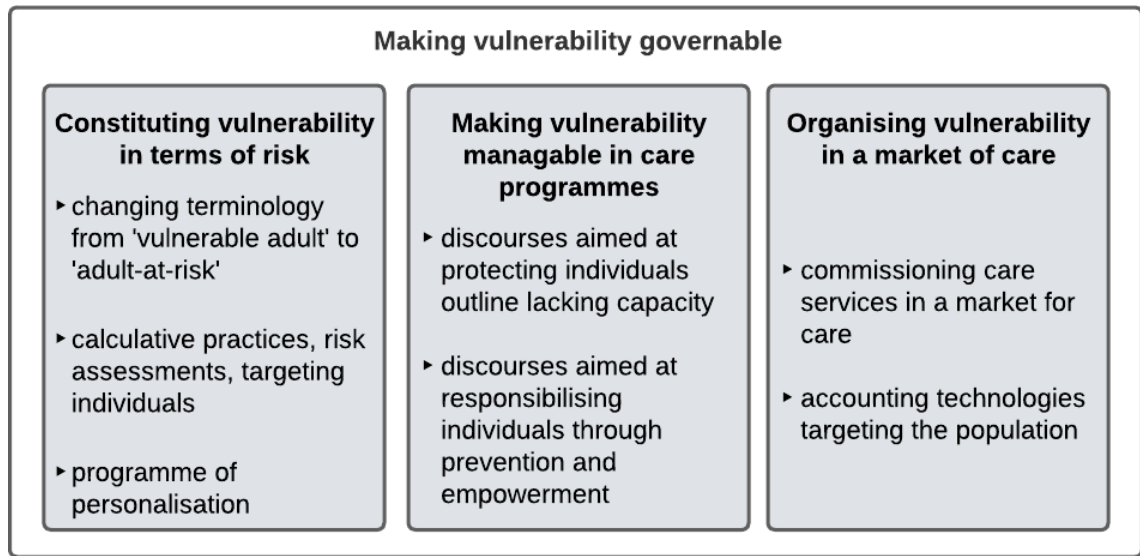 Making vulnerability governable
Constituting vulnerability
in terms of risk
‣ changing terminology
from 'vulnerable adult' to
'adult-at-risk'
‣ calculative practices, risk
assessments, targeting
individuals
‣ programme of
personalisation
Making vulnerability
managable in care
programmes
‣ discourses aimed at
protecting individuals
outline lacking capacity
‣ discourses aimed at
responsibilising
individuals through
prevention and
empowerment
Organising vulnerability
in a market of care
‣ commissioning care
services in a market for
care
‣ accounting technologies
targeting the population